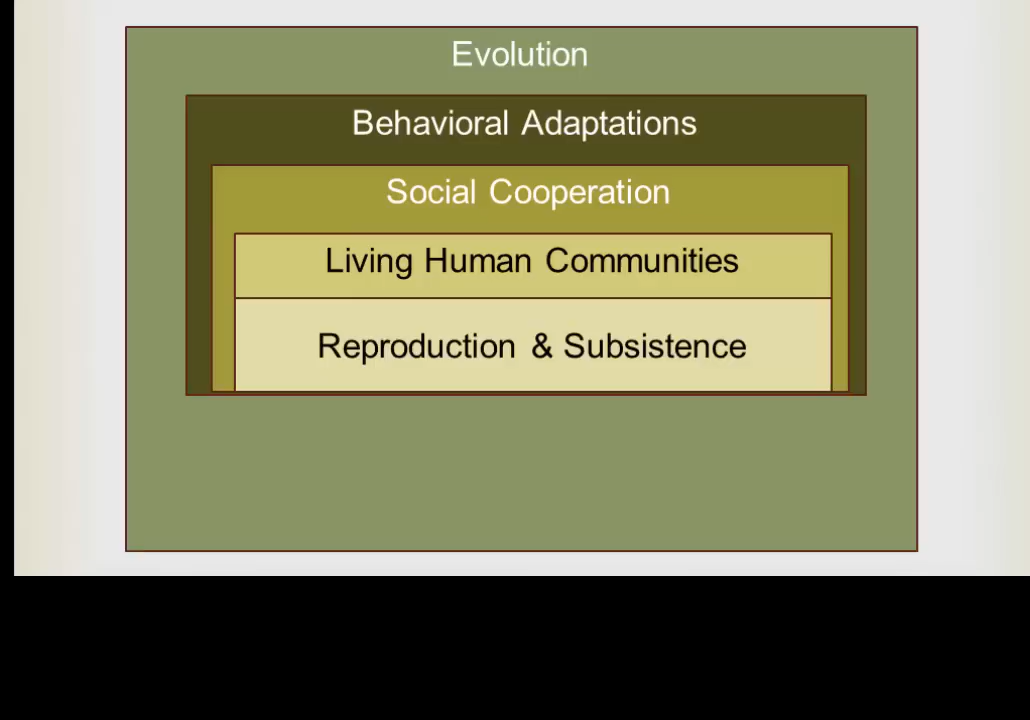 Evolution
Behavioral Adaptations
Social Cooperation
Living Human Communities
Reproduction & Subsistence